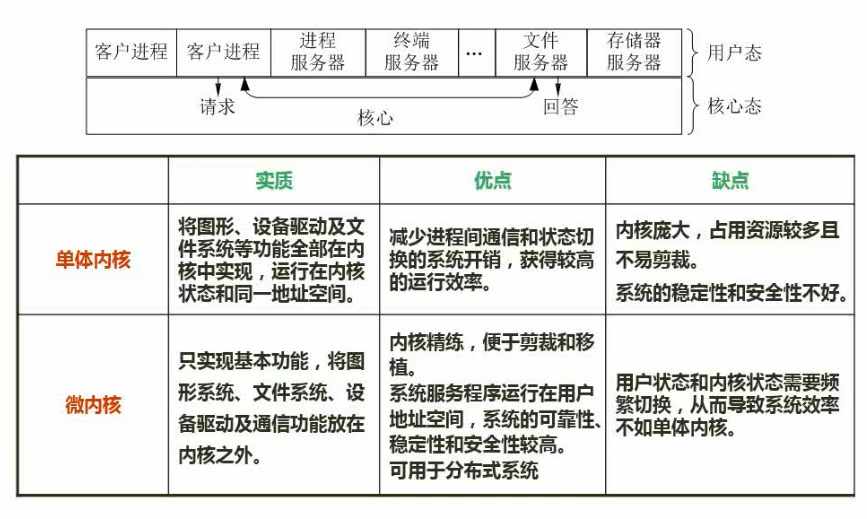 客户进程 客户进程 进程 终端 … 文件 存储器 用户态
服务器 服务器 服务器 服务器
请求 核心 回答 核心态
实质 优点 缺点
单体内核
将图形、设备驱动及文
件系统等功能全部在内
核中实现，运行在内核
状态和同一地址空间。
减少进程间通信和状态切
换的系统开销，获得较高
的运行效率。
内核庞大，占用资源较多且
不易剪裁。
系统的稳定性和安全性不好。
微内核
只实现基本功能，将图
形系统、文件系统、设
备驱动及通信功能放在
内核之外。
内核精练，便于剪裁和移
植。
系统服务程序运行在用户
地址空间，系统的可靠性、
稳定性和安全性较高。
可用于分布式系统
用户状态和内核状态需要频
繁切换，从而导致系统效率
不如单体内核。